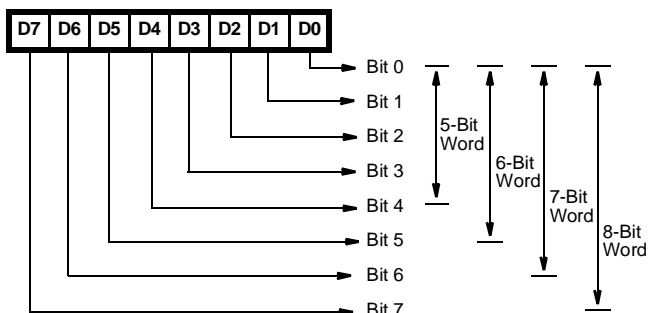 D7 D6 D5 D4 D3 D2 D1 D0
Bit 0
Bit 1
Bit 2
Bit 3
Bit 4
Bit 5
Bit 6
Bit 7
5-Bit
Word
6-Bit
Word
7-Bit
Word
8-Bit
Word